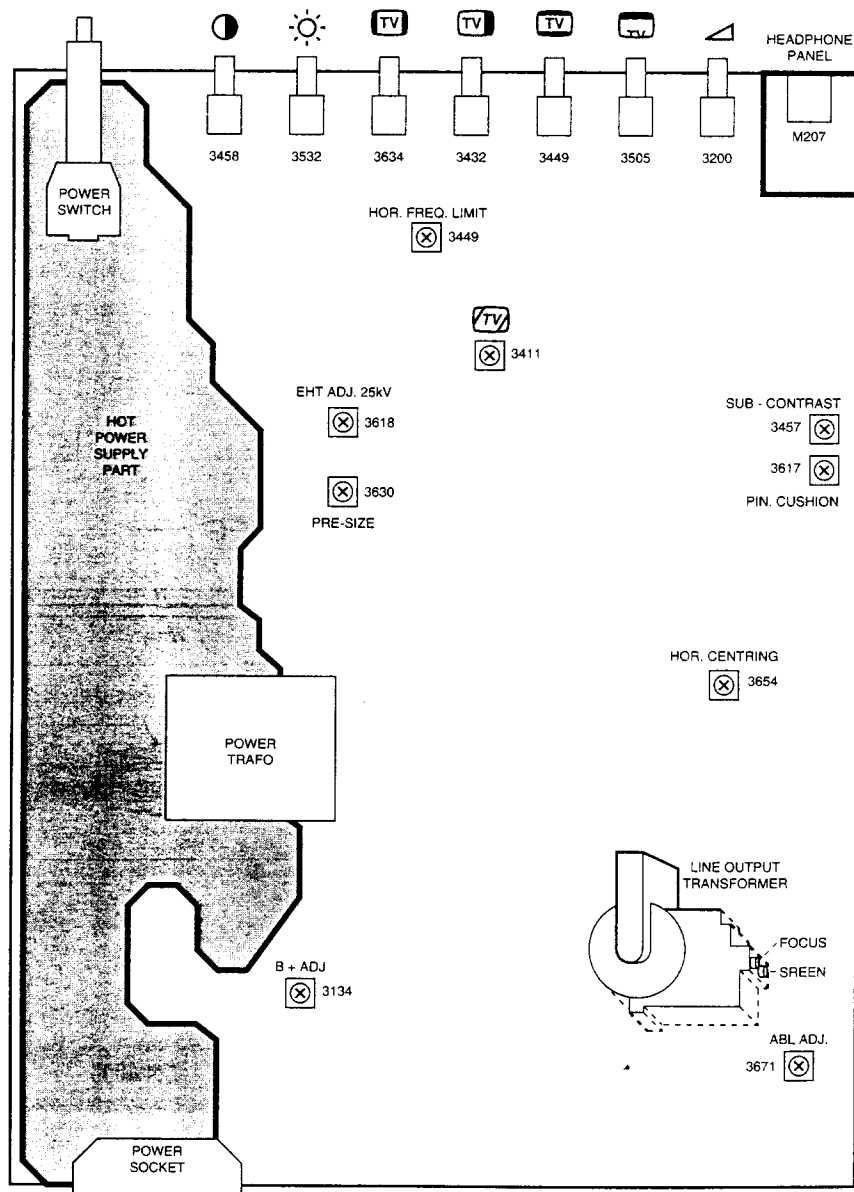 TV
TV
TV
TV
HEADPHONE
PANEL
3458
3532
3634
3432
3449
3505
3200
M207
POWER
SWITCH
HOR. FREQ. LIMIT
3449
TV
3411
EHT ADJ. 25kV
3618
SUB - CONTRAST
3457
HOT
POWER
SUPPLY
PART
3617
3630
PRE-SIZE
PIN. CUSHION
HOR. CENTRING
3654
POWER
TRAFO
LINE OUTPUT
TRANSFORMER
FOCUS
SREEN
B + ADJ
3134
ABL ADJ.
3671
POWER
SOCKET